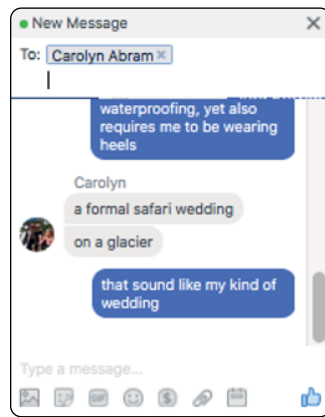 New Message
To: Carolyn Abram
waterproofing, yet also
requires me to be wearing
heels
Carolyn
a formal safari wedding
on a glacier
that sound like my kind of
wedding
Type a message...
GIF
$